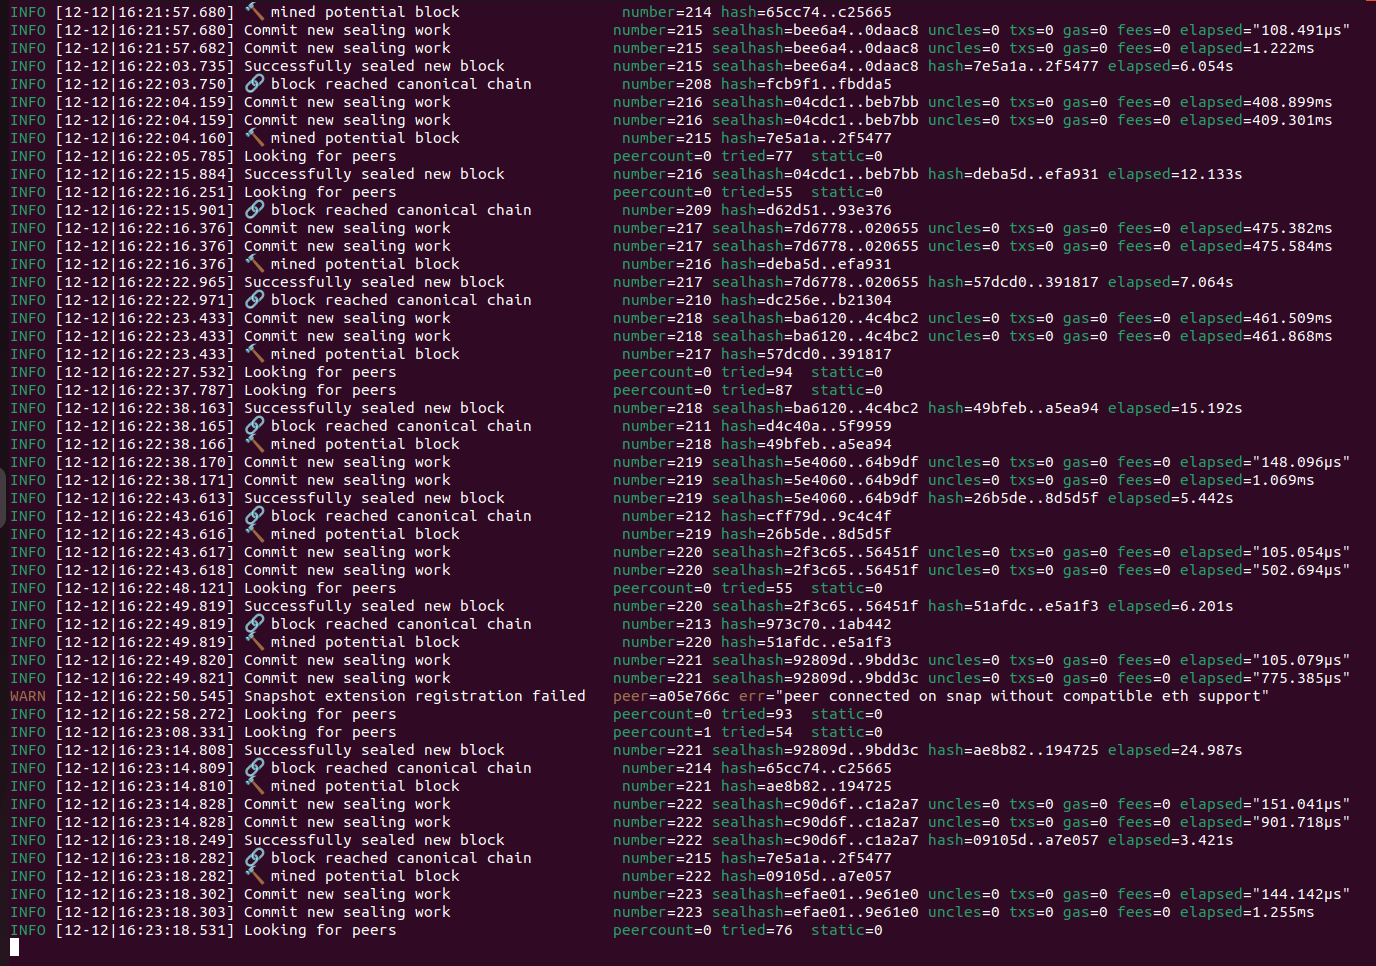 INFO [12-12|16:21:57.680] 🔨 mined potential block number=214 hash=65cc74..c25665
INFO [12-12|16:21:57.680] Commit new sealing work number=215 sealhash=bee6a4..0daac8 uncles=0 txs=0 gas=0 fees=0 elapsed="108.491µs"
INFO [12-12|16:21:57.682] Commit new sealing work number=215 sealhash=bee6a4..0daac8 uncles=0 txs=0 gas=0 fees=0 elapsed=1.222ms
INFO [12-12|16:22:03.735] Successfully sealed new block number=215 sealhash=bee6a4..0daac8 hash=7e5a1a..2f5477 elapsed=6.054s
INFO [12-12|16:22:03.750] 🔗 block reached canonical chain number=208 hash=fcb9f1..fbdda5
INFO [12-12|16:22:04.159] Commit new sealing work number=216 sealhash=04cdc1..beb7bb uncles=0 txs=0 gas=0 fees=0 elapsed=408.899ms
INFO [12-12|16:22:04.159] Commit new sealing work number=216 sealhash=04cdc1..beb7bb uncles=0 txs=0 gas=0 fees=0 elapsed=409.301ms
INFO [12-12|16:22:04.160] 🔨 mined potential block number=215 hash=7e5a1a..2f5477
INFO [12-12|16:22:05.785] Looking for peers peercount=0 tried=77 static=0
INFO [12-12|16:22:15.884] Successfully sealed new block number=216 sealhash=04cdc1..beb7bb hash=deba5d..efa931 elapsed=12.133s
INFO [12-12|16:22:16.251] Looking for peers peercount=0 tried=55 static=0
INFO [12-12|16:22:15.901] 🔗 block reached canonical chain number=209 hash=d62d51..93e376
INFO [12-12|16:22:16.376] Commit new sealing work number=217 sealhash=7d6778..020655 uncles=0 txs=0 gas=0 fees=0 elapsed=475.382ms
INFO [12-12|16:22:16.376] Commit new sealing work number=217 sealhash=7d6778..020655 uncles=0 txs=0 gas=0 fees=0 elapsed=475.584ms
INFO [12-12|16:22:16.376] 🔨 mined potential block number=216 hash=deba5d..efa931
INFO [12-12|16:22:22.965] Successfully sealed new block number=217 sealhash=7d6778..020655 hash=57dcd0..391817 elapsed=7.064s
INFO [12-12|16:22:22.971] 🔗 block reached canonical chain number=210 hash=dc256e..b21304
INFO [12-12|16:22:23.433] Commit new sealing work number=218 sealhash=ba6120..4c4bc2 uncles=0 txs=0 gas=0 fees=0 elapsed=461.509ms
INFO [12-12|16:22:23.433] Commit new sealing work number=218 sealhash=ba6120..4c4bc2 uncles=0 txs=0 gas=0 fees=0 elapsed=461.868ms
INFO [12-12|16:22:23.433] 🔨 mined potential block number=217 hash=57dcd0..391817
INFO [12-12|16:22:27.532] Looking for peers peercount=0 tried=94 static=0
INFO [12-12|16:22:37.787] Looking for peers peercount=0 tried=87 static=0
INFO [12-12|16:22:38.163] Successfully sealed new block number=218 sealhash=ba6120..4c4bc2 hash=49bfeb..a5ea94 elapsed=15.192s
INFO [12-12|16:22:38.165] 🔗 block reached canonical chain number=211 hash=d4c40a..5f9959
INFO [12-12|16:22:38.166] 🔨 mined potential block number=218 hash=49bfeb..a5ea94
INFO [12-12|16:22:38.170] Commit new sealing work number=219 sealhash=5e4060..64b9df uncles=0 txs=0 gas=0 fees=0 elapsed="148.096µs"
INFO [12-12|16:22:38.171] Commit new sealing work number=219 sealhash=5e4060..64b9df uncles=0 txs=0 gas=0 fees=0 elapsed=1.069ms
INFO [12-12|16:22:43.613] Successfully sealed new block number=219 sealhash=5e4060..64b9df hash=26b5de..8d5d5f elapsed=5.442s
INFO [12-12|16:22:43.616] 🔗 block reached canonical chain number=212 hash=cff79d..9c4c4f
INFO [12-12|16:22:43.616] 🔨 mined potential block number=219 hash=26b5de..8d5d5f
INFO [12-12|16:22:43.617] Commit new sealing work number=220 sealhash=2f3c65..56451f uncles=0 txs=0 gas=0 fees=0 elapsed="105.054µs"
INFO [12-12|16:22:43.618] Commit new sealing work number=220 sealhash=2f3c65..56451f uncles=0 txs=0 gas=0 fees=0 elapsed="502.694µs"
INFO [12-12|16:22:48.121] Looking for peers peercount=0 tried=55 static=0
INFO [12-12|16:22:49.819] Successfully sealed new block number=220 sealhash=2f3c65..56451f hash=51afdc..e5a1f3 elapsed=6.201s
INFO [12-12|16:22:49.819] 🔗 block reached canonical chain number=213 hash=973c70..1ab442
INFO [12-12|16:22:49.819] 🔨 mined potential block number=220 hash=51afdc..e5a1f3
INFO [12-12|16:22:49.820] Commit new sealing work number=221 sealhash=92809d..9bdd3c uncles=0 txs=0 gas=0 fees=0 elapsed="105.079µs"
INFO [12-12|16:22:49.821] Commit new sealing work number=221 sealhash=92809d..9bdd3c uncles=0 txs=0 gas=0 fees=0 elapsed="775.385µs"
WARN [12-12|16:22:50.545] Snapshot extension registration failed peer=a05e766c err="peer connected on snap without compatible eth support"
INFO [12-12|16:22:58.272] Looking for peers peercount=0 tried=93 static=0
INFO [12-12|16:23:08.331] Looking for peers peercount=1 tried=54 static=0
INFO [12-12|16:23:14.808] Successfully sealed new block number=221 sealhash=92809d..9bdd3c hash=ae8b82..194725 elapsed=24.987s
INFO [12-12|16:23:14.809] 🔗 block reached canonical chain number=214 hash=65cc74..c25665
INFO [12-12|16:23:14.810] 🔨 mined potential block number=221 hash=ae8b82..194725
INFO [12-12|16:23:14.828] Commit new sealing work number=222 sealhash=c90d6f..c1a2a7 uncles=0 txs=0 gas=0 fees=0 elapsed="151.041µs"
INFO [12-12|16:23:14.828] Commit new sealing work number=222 sealhash=c90d6f..c1a2a7 uncles=0 txs=0 gas=0 fees=0 elapsed="901.718µs"
INFO [12-12|16:23:18.249] Successfully sealed new block number=222 sealhash=c90d6f..c1a2a7 hash=09105d..a7e057 elapsed=3.421s
INFO [12-12|16:23:18.282] 🔗 block reached canonical chain number=215 hash=7e5a1a..2f5477
INFO [12-12|16:23:18.282] 🔨 mined potential block number=222 hash=09105d..a7e057
INFO [12-12|16:23:18.302] Commit new sealing work number=223 sealhash=efae01..9e61e0 uncles=0 txs=0 gas=0 fees=0 elapsed="144.142µs"
INFO [12-12|16:23:18.303] Commit new sealing work number=223 sealhash=efae01..9e61e0 uncles=0 txs=0 gas=0 fees=0 elapsed=1.255ms
INFO [12-12|16:23:18.531] Looking for peers peercount=0 tried=76 static=0